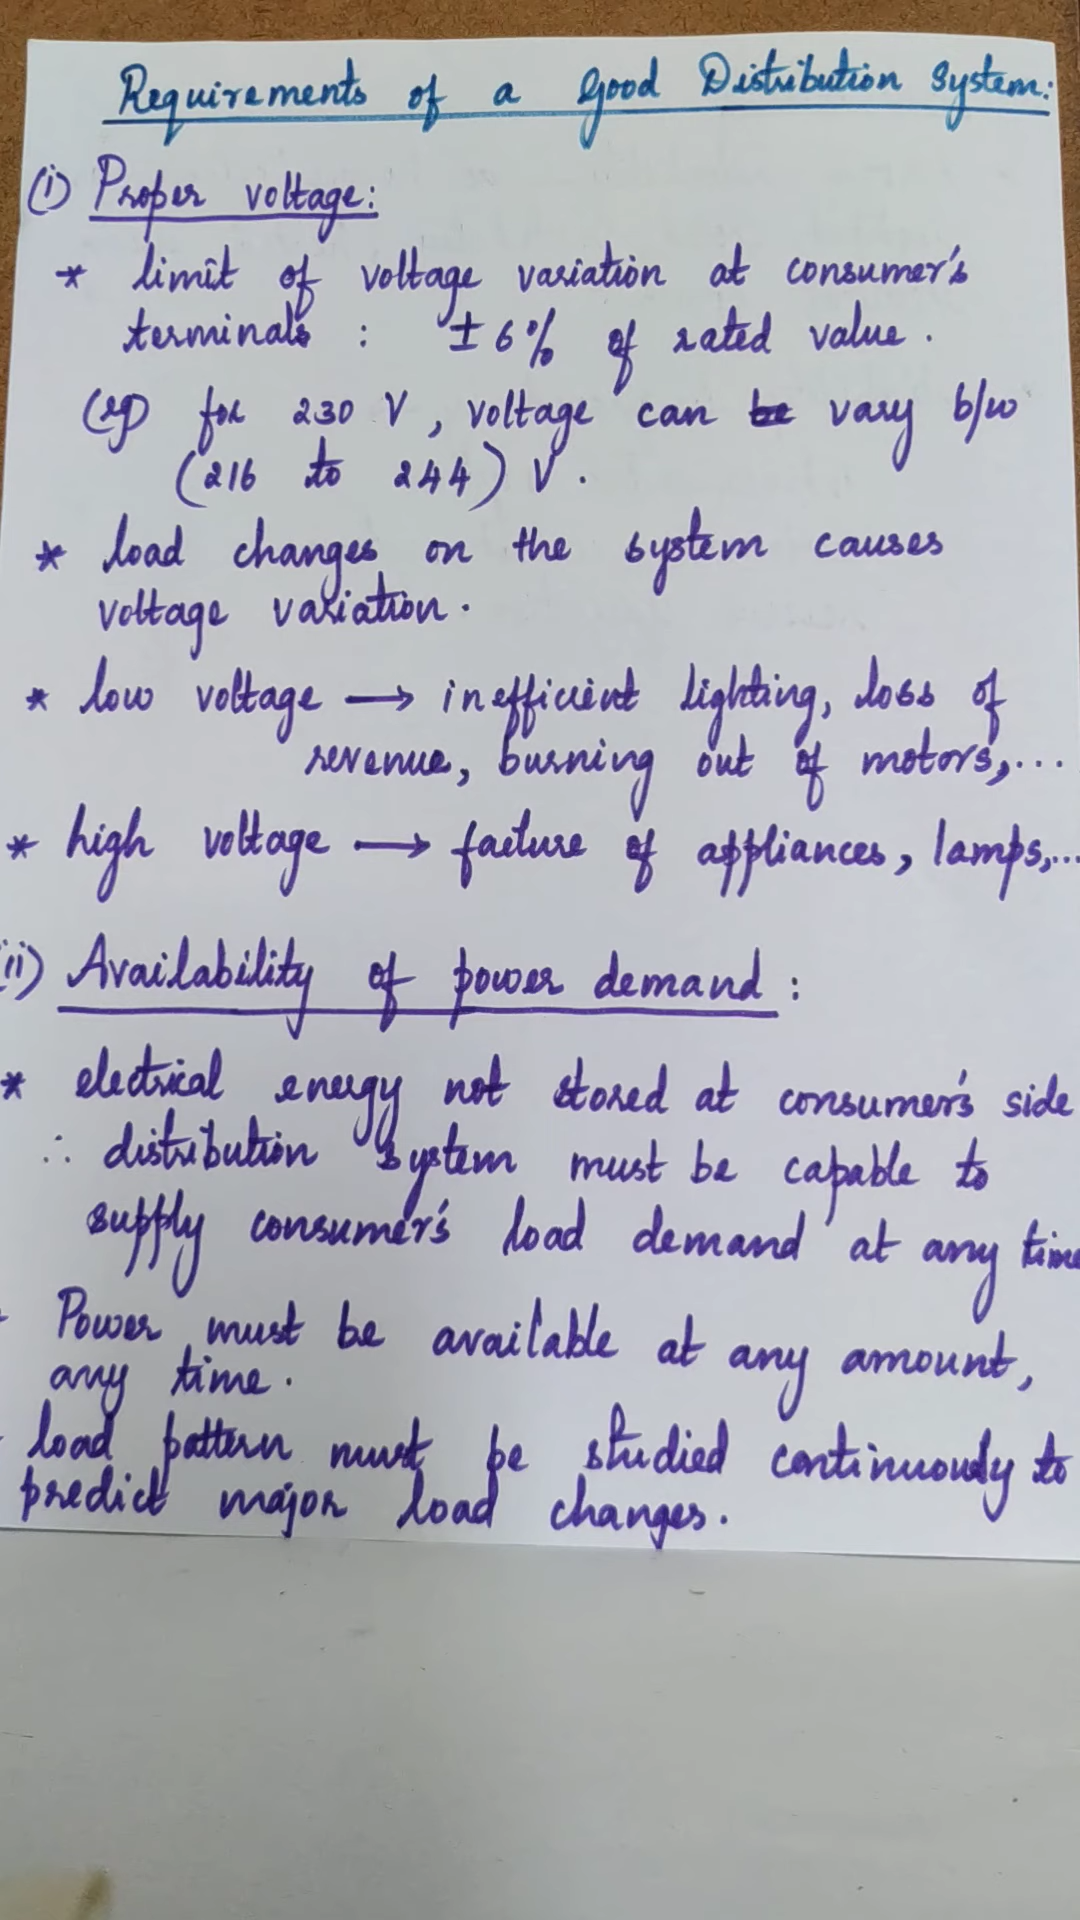 Requirements of a Good Distribution System:
(i) Proper voltage:
* limit of voltage variation at consumer's
terminals : ±6% of rated value.
(eg) for 230 V, voltage can be vary b/w
(216 to 244) V.
* load changes on the system causes
voltage variation.
* low voltage → inefficient lighting, loss of
revenue, burning out of motors,...
* high voltage → failure of appliances, lamps,...
(ii) Availability of power demand :
* electrical energy not stored at consumer's side
∴ distribution system must be capable to
supply consumer's load demand at any time
Power must be available at any amount,
any time.
load pattern must be studied continuously to
predict major load changes.